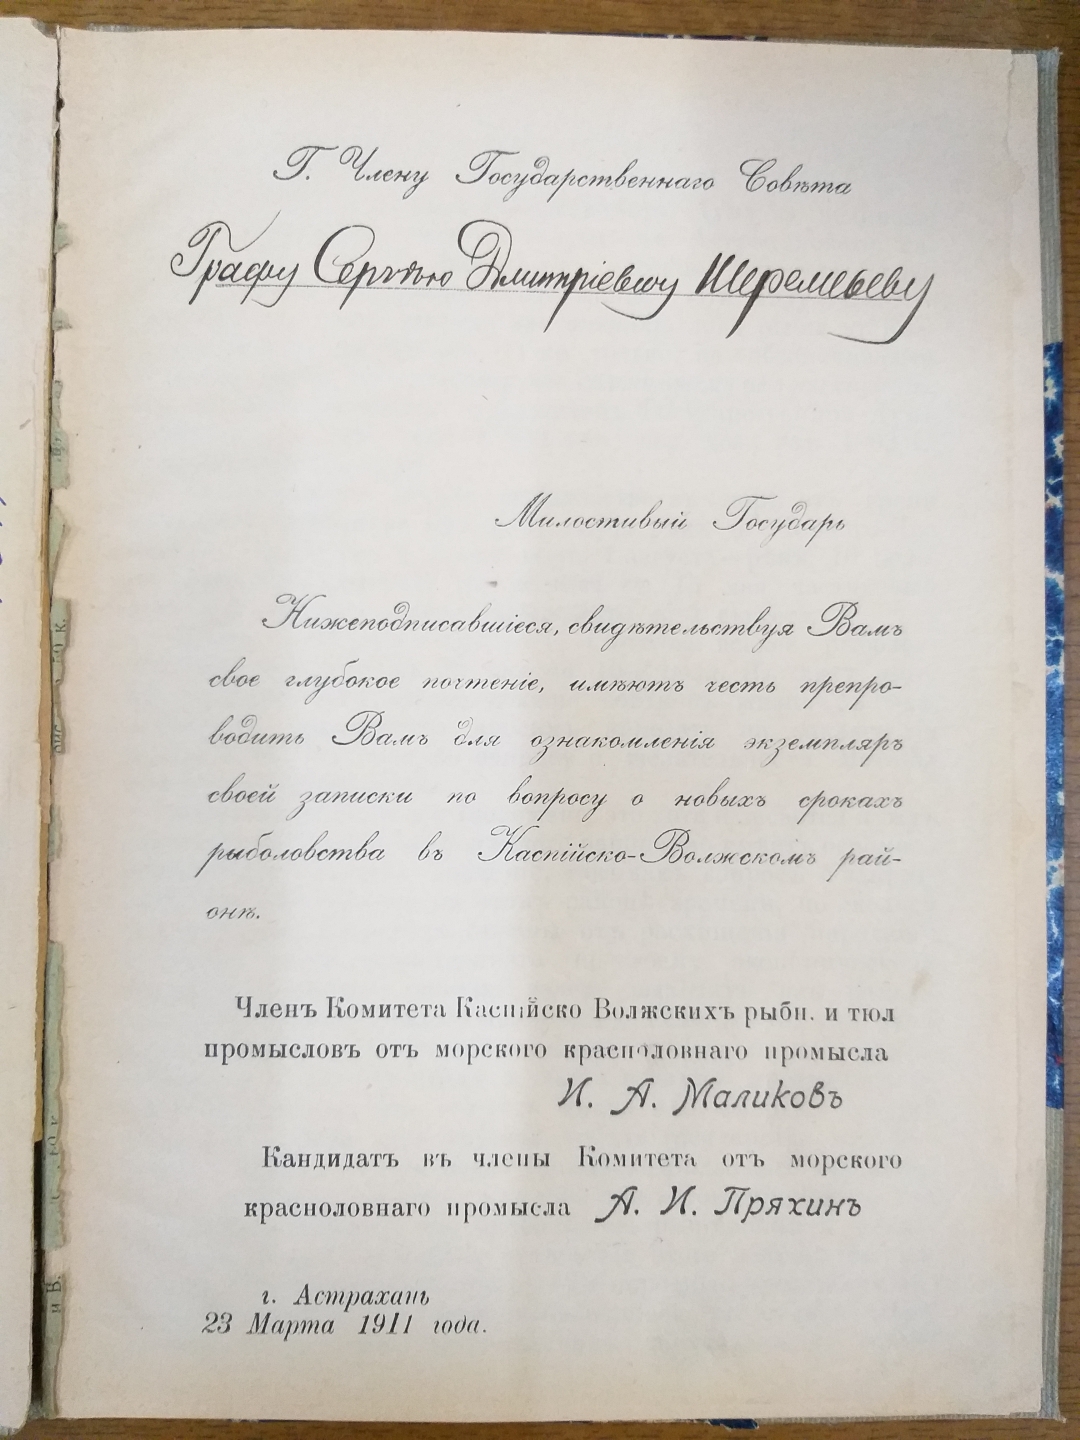 Г. Члену Государственнаго Совѣта
Графу Сергѣю Дмитріевичу Шереметьеву
Милостивый Государь
Нижеподписавшіеся, свидѣтельствуя Вамъ
свое глубокое почтеніе, имѣютъ честь препро-
водить Вамъ для ознакомленія экземпляръ
своей записки по вопросу о новыхъ срокахъ
рыболовства въ Каспійско-Волжскомъ рай-
онѣ.
Членъ Комитета Каспійско Волжскихъ рыбн. и тюл
промысловъ отъ морского красноловнаго промысла
И. А. Маликовъ
Кандидатъ въ члены Комитета отъ морского
красноловнаго промысла А. И. Пряхинъ
г. Астрахань
23 Марта 1911 года.